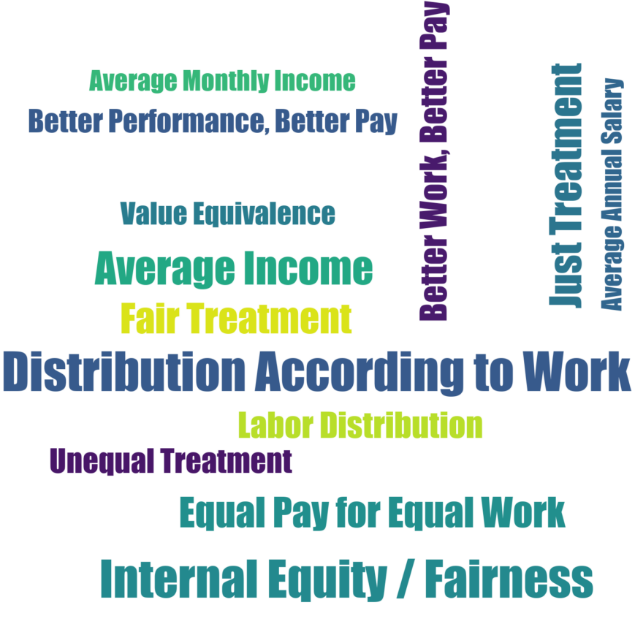 Average Monthly Income
Better Performance, Better Pay
Better Work, Better Pay
Just Treatment
Average Annual Salary
Value Equivalence
Average Income
Fair Treatment
Distribution According to Work
Labor Distribution
Unequal Treatment
Equal Pay for Equal Work
Internal Equity / Fairness